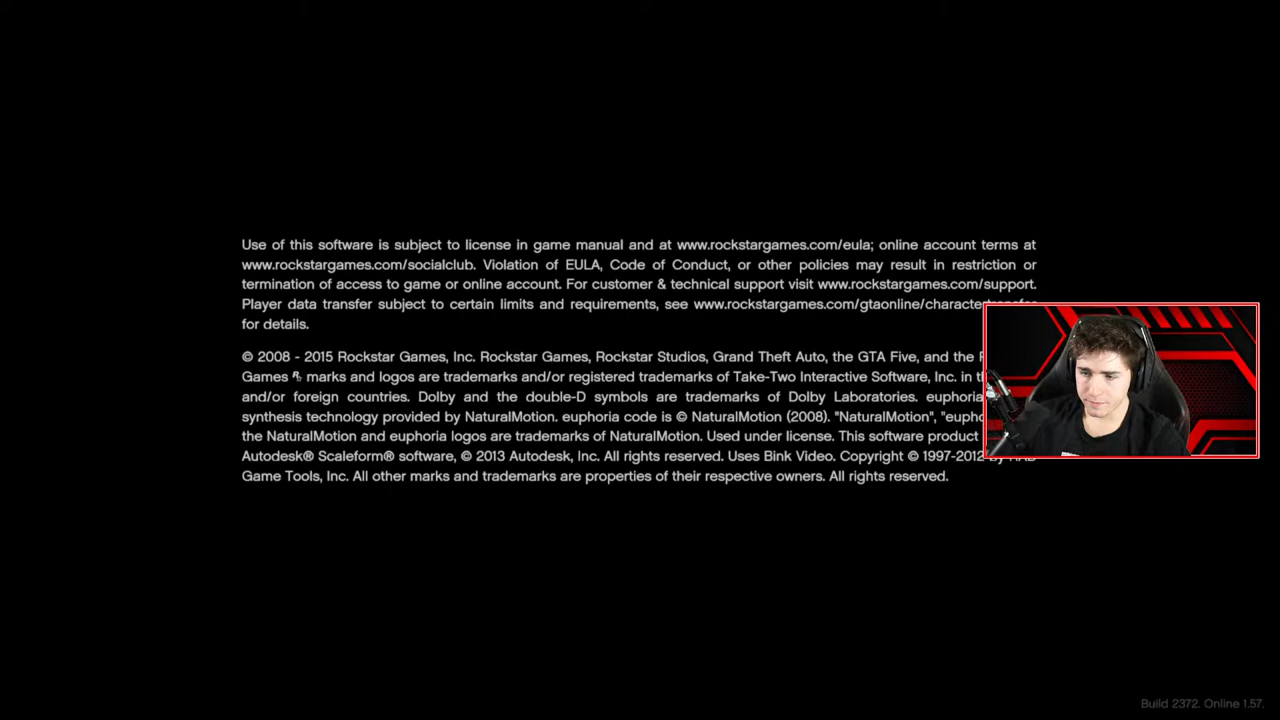 Use of this software is subject to license in game manual and at www.rockstargames.com/eula; online account terms at
www.rockstargames.com/socialclub. Violation of EULA, Code of Conduct, or other policies may result in restriction or
termination of access to game or online account. For customer & technical support visit www.rockstargames.com/support.
Player data transfer subject to certain limits and requirements, see www.rockstargames.com/gtaonline/charactertransfer
for details.
© 2008 - 2015 Rockstar Games, Inc. Rockstar Games, Rockstar Studios, Grand Theft Auto, the GTA Five, and the
Games R* marks and logos are trademarks and/or registered trademarks of Take-Two Interactive Software, Inc. in
and/or foreign countries. Dolby and the double-D symbols are trademarks of Dolby Laboratories. euphoria
synthesis technology provided by NaturalMotion. euphoria code is © NaturalMotion (2008). "NaturalMotion",
the NaturalMotion and euphoria logos are trademarks of NaturalMotion. Used under license. This software product
Autodesk® Scaleform® software, © 2013 Autodesk, Inc. All rights reserved. Uses Bink Video. Copyright © 1997-2012 by RAD
Game Tools, Inc. All other marks and trademarks are properties of their respective owners. All rights reserved.
Build 2372. Online 1.57.